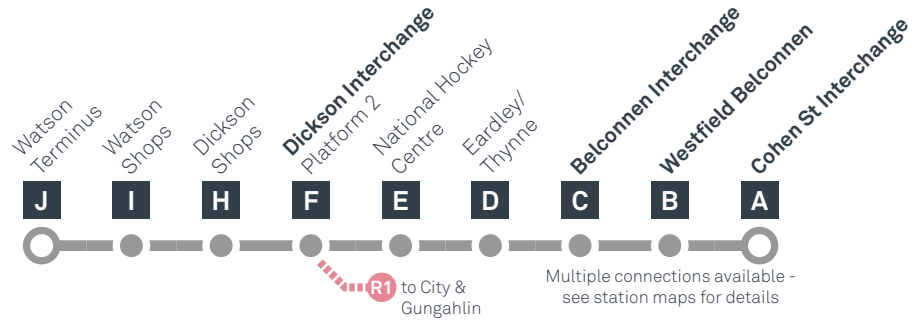 Watson
Terminus
Watson
Shops
Dickson
Shops
Dickson Interchange
Platform 2
National Hockey
Centre
Eardley/
Thynne
Belconnen Interchange
Westfield Belconnen
Cohen St Interchange
J I H F E D C B A
R1 to City &
Gungahlin
Multiple connections available -
see station maps for details